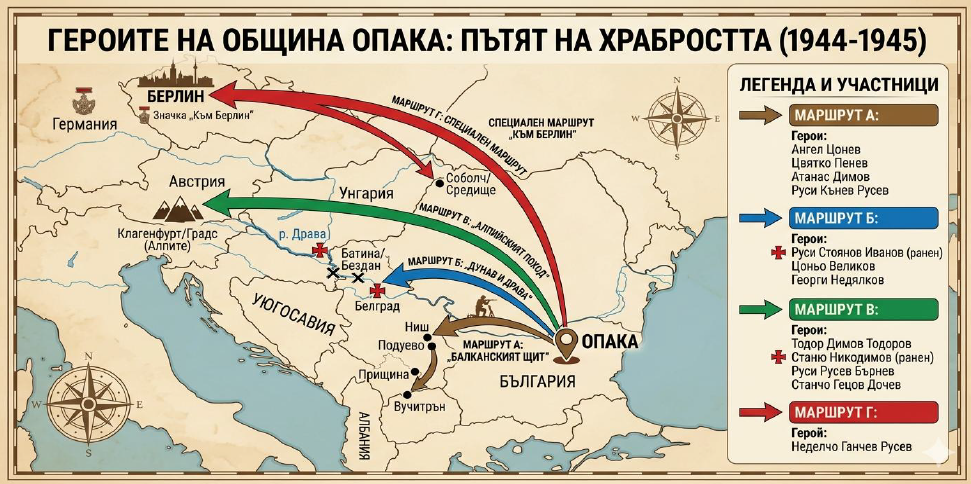 ГЕРОИТЕ НА ОБЩИНА ОПАКА: ПЪТЯТ НА ХРАБРОСТТА (1944-1945)
БЕРЛИН
Значка „Към Берлин"
Германия
МАРШРУТ Г: СПЕЦИАЛЕН МАРШРУТ
СПЕЦИАЛЕН МАРШРУТ
„КЪМ БЕРЛИН"
N
W
E
S
Австрия
Унгария
Соболч/
Средище
Клагенфурт/Градс
(Алпите)
МАРШРУТ В: „АЛПИЙСКИЯТ ПОХОД"
р. Драва
Батина/
Бездан
МАРШРУТ Б: „ДУНАВ И ДРАВА"
Белград
ЮГОСАВИЯ
Ниш
Подуево
МАРШРУТ А:
„БАЛКАНСКИЯТ ЩИТ"
ОПАКА
БЪЛГАРИЯ
Прищина
Вучитрън
АЛБАНИЯ
N
W
E
S
ЛЕГЕНДА И УЧАСТНИЦИ
МАРШРУТ А:
Герои:
Ангел Цонев
Цвятко Пенев
Атанас Димов
Руси Кънев Русев
МАРШРУТ Б:
Герои:
Руси Стоянов Иванов (ранен)
Цоньо Великов
Георги Недялков
МАРШРУТ В:
Герои:
Тодор Димов Тодоров
Станю Никодимов (ранен)
Руси Русев Бърнев
Станчо Гецов Дочев
МАРШРУТ Г:
Герой:
Неделчо Ганчев Русев